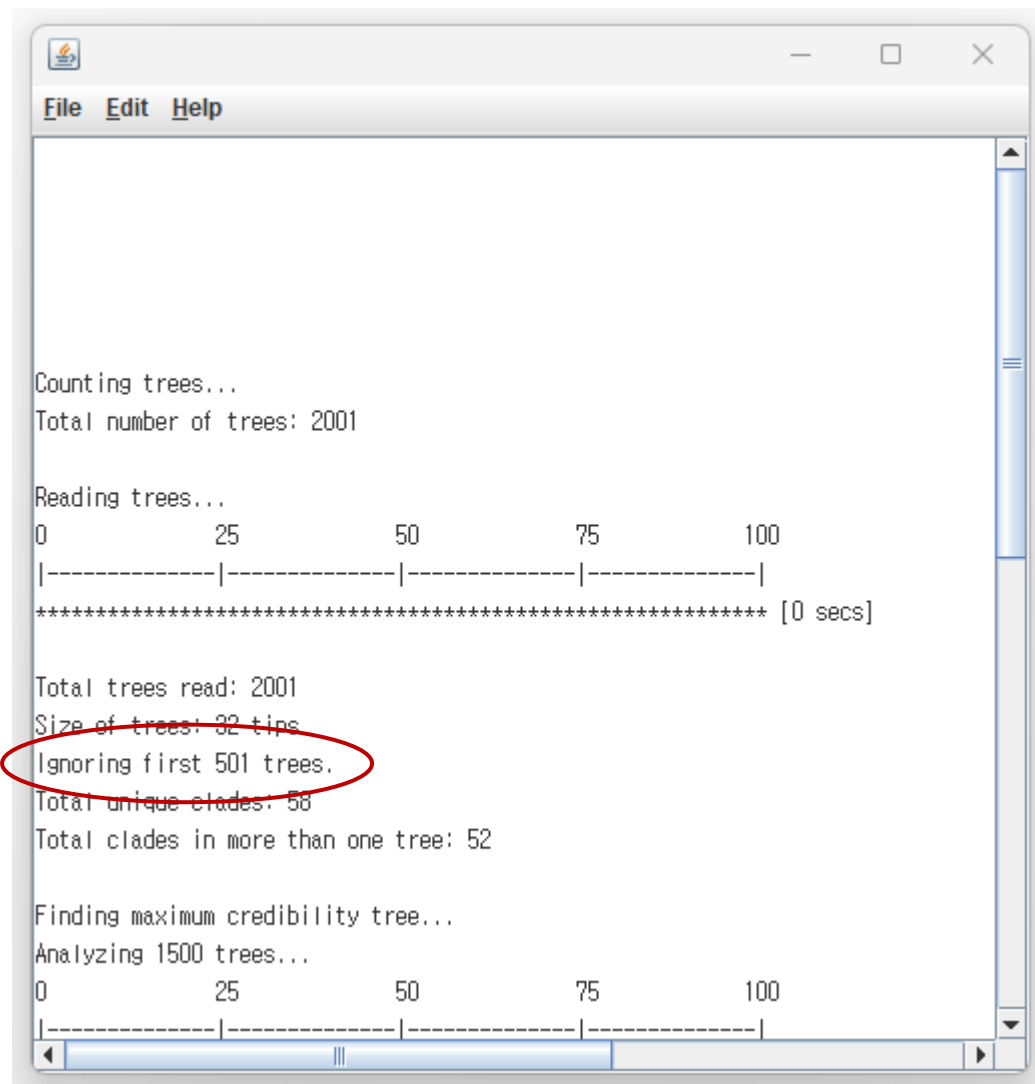 File Edit Help
Counting trees...
Total number of trees: 2001
Reading trees...
0 25 50 75 100
|--------------|--------------|--------------|--------------|
************************************************************* [0 secs]
Total trees read: 2001
Size of trees: 32 tips
Ignoring first 501 trees.
Total unique clades: 58
Total clades in more than one tree: 52
Finding maximum credibility tree...
Analyzing 1500 trees...
0 25 50 75 100
|--------------|--------------|--------------|--------------|